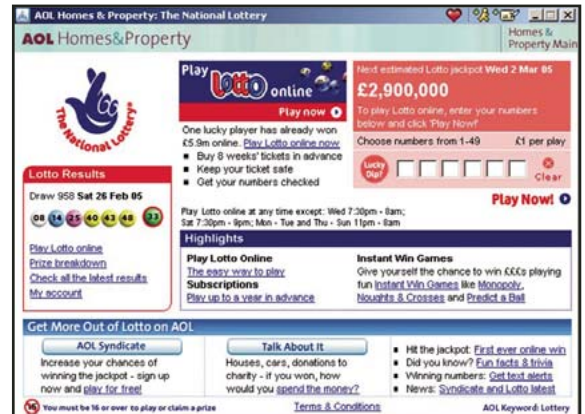 AOL Homes & Property: The National Lottery
AOL Homes&Property
Homes &
Property Main
The National Lottery®
Play
Lotto online
Play now
One lucky player has already won
£5.9m online. Play Lotto online now
Buy 8 weeks' tickets in advance
Keep your ticket safe
Get your numbers checked
Next estimated Lotto jackpot Wed 2 Mar 05
£2,900,000
To play Lotto online, enter your numbers
below and click 'Play Now!'
Choose numbers from 1-49 £1 per play
Lucky Dip?
Clear
Play Now!
Play Lotto online at any time except: Wed 7:30pm - 8am;
Sat 7:30pm - 9pm; Mon - Tue and Thu - Sun 11pm - 8am
Lotto Results
Draw 958 Sat 26 Feb 05
08 14 25 40 43 48 33
Play Lotto online
Prize breakdown
Check all the latest results
My account
Highlights
Play Lotto Online
The easy way to play
Subscriptions
Play up to a year in advance
Instant Win Games
Give yourself the chance to win £££s playing
fun Instant Win Games like Monopoly,
Noughts & Crosses and Predict a Ball
Get More Out of Lotto on AOL
AOL Syndicate
Increase your chances of
winning the jackpot - sign up
now and play for free!
Talk About It
Houses, cars, donations to
charity - if you won, how
would you spend the money?
Hit the jackpot: First ever online win
Did you know? Fun facts & trivia
Winning numbers: Get text alerts
News: Syndicate and Lotto latest
16 You must be 16 or over to play or claim a prize
Terms & Conditions
AOL Keyword: Lottery